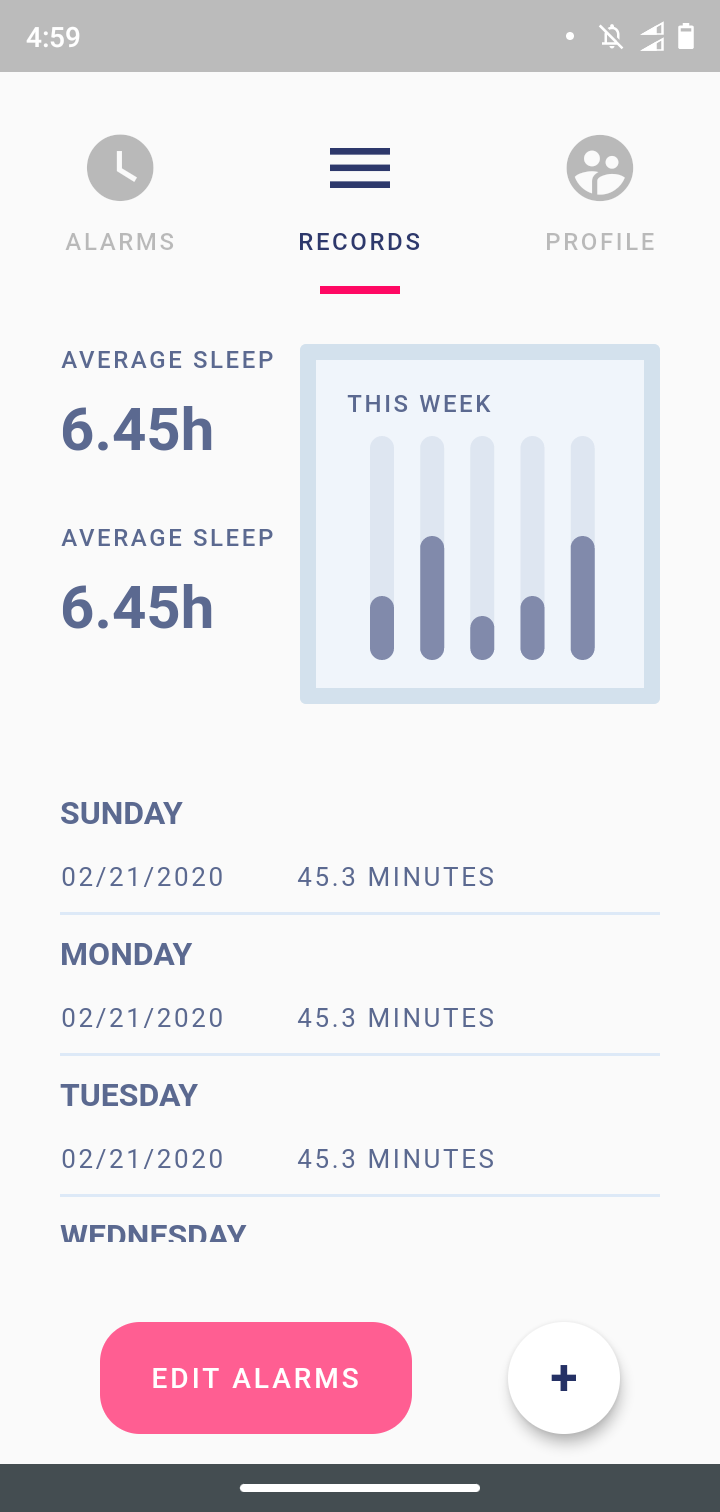 4:59
ALARMS
RECORDS
PROFILE
AVERAGE SLEEP
6.45h
AVERAGE SLEEP
6.45h
THIS WEEK
SUNDAY
02/21/2020 45.3 MINUTES
MONDAY
02/21/2020 45.3 MINUTES
TUESDAY
02/21/2020 45.3 MINUTES
WEDNESDAY
EDIT ALARMS
+